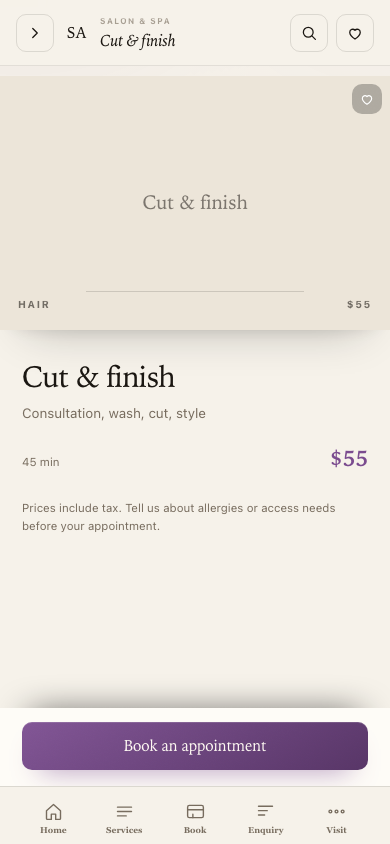 SA
SALON & SPA
Cut & finish
Cut & finish
HAIR
$55
Cut & finish
Consultation, wash, cut, style
45 min
$55
Prices include tax. Tell us about allergies or access needs
before your appointment.
Book an appointment
Home
Services
Book
Enquiry
Visit